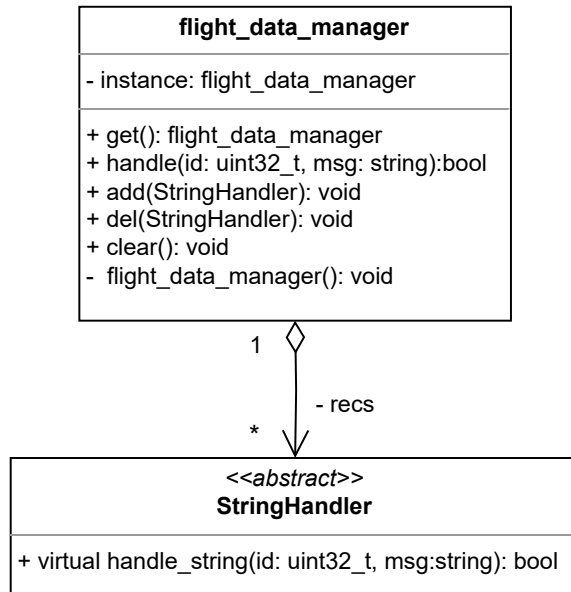 flight_data_manager
- instance: flight_data_manager
+ get(): flight_data_manager
+ handle(id: uint32_t, msg: string):bool
+ add(StringHandler): void
+ del(StringHandler): void
+ clear(): void
- flight_data_manager(): void
1
- recs
*
<<abstract>>
StringHandler
+ virtual handle_string(id: uint32_t, msg:string): bool